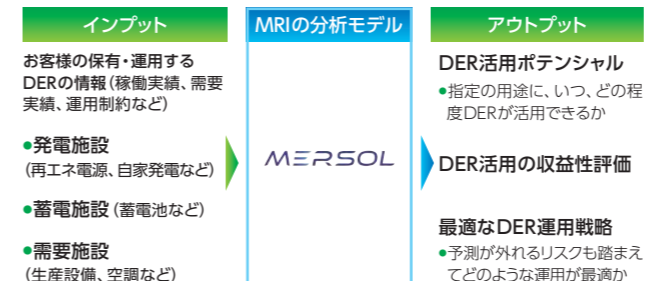 インプット
お客様の保有・運用する
DERの情報(稼働実績、需要
実績、運用制約など)
●発電施設
(再エネ電源、自家発電など)
●蓄電施設(蓄電池など)
●需要施設
(生産設備、空調など)
MRIの分析モデル
MERSOL
アウトプット
DER活用ポテンシャル
●指定の用途に、いつ、どの程
度DERが活用できるか
DER活用の収益性評価
最適なDER運用戦略
●予測が外れるリスクも踏まえ
てどのような運用が最適か